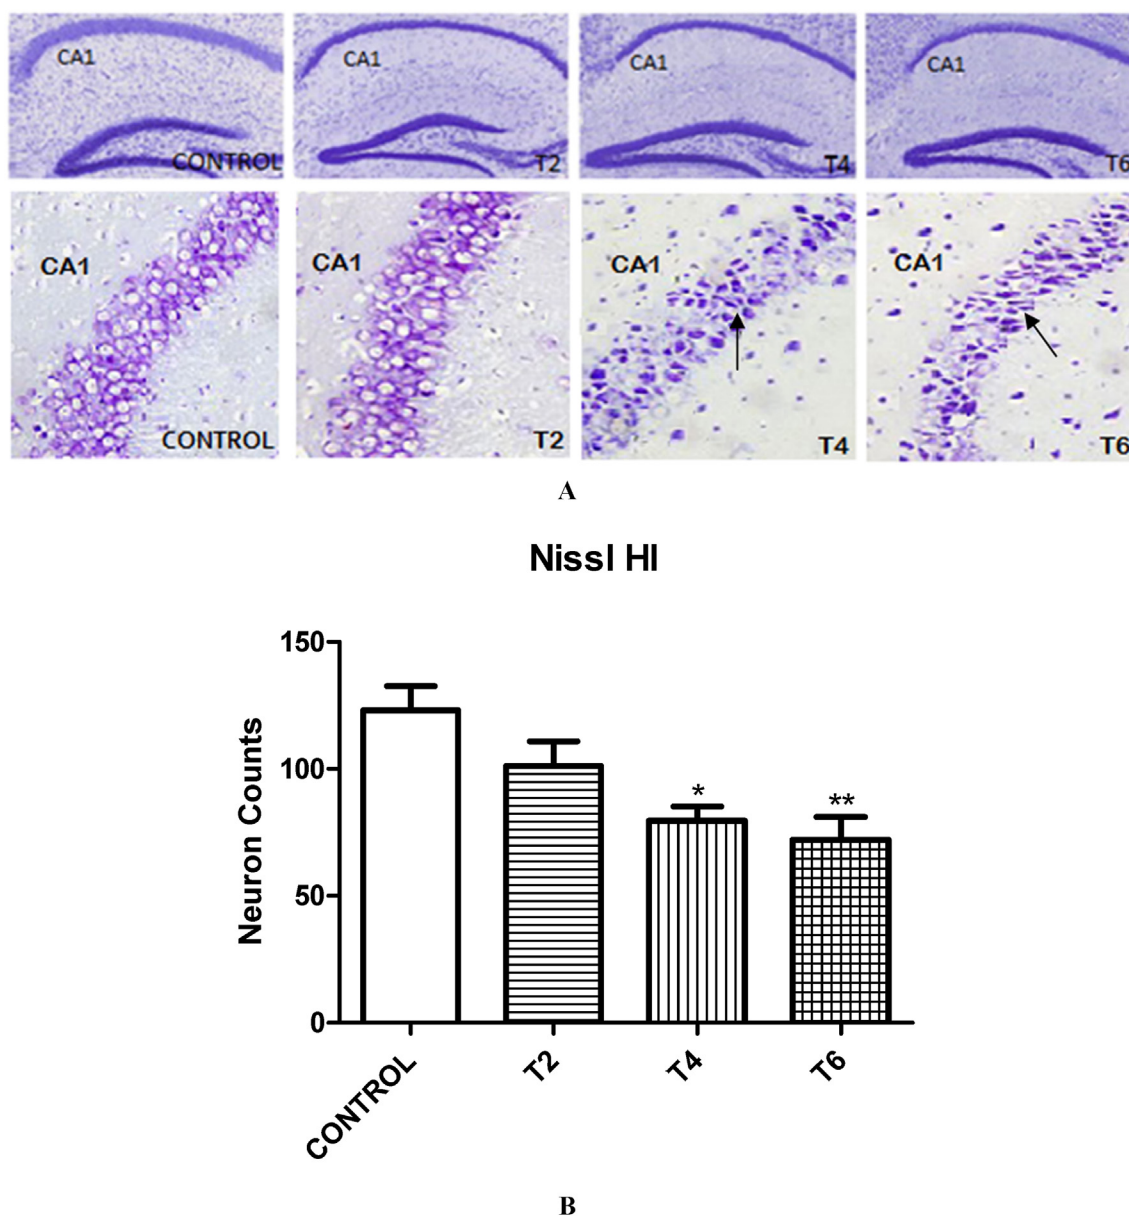 CA1 CA1 CA1 CA1
CONTROL T2 T4 T6
CA1 CA1 CA1 CA1
CONTROL T2 T4 T6
A
Nissl HI
150
100
50
0
Neuron Counts
* **
CONTROL T2 T4 T6
B